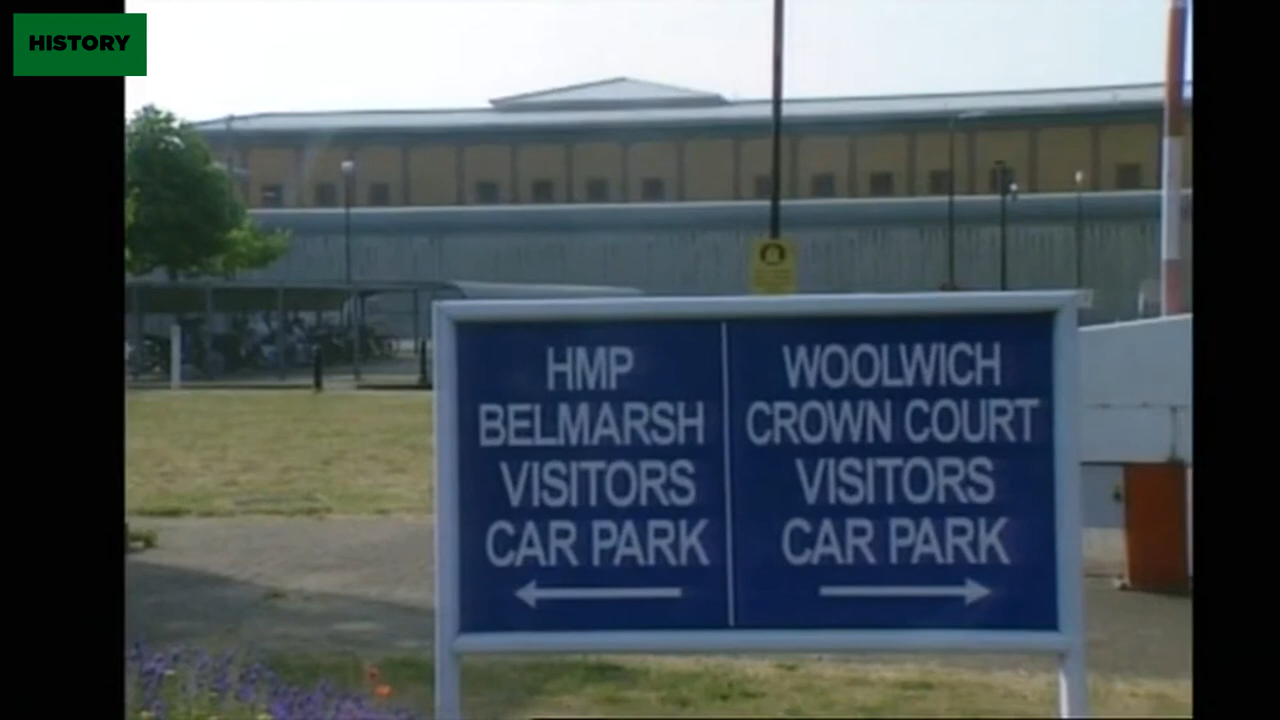 HISTORY
HMP
BELMARSH
VISITORS
CAR PARK
WOOLWICH
CROWN COURT
VISITORS
CAR PARK